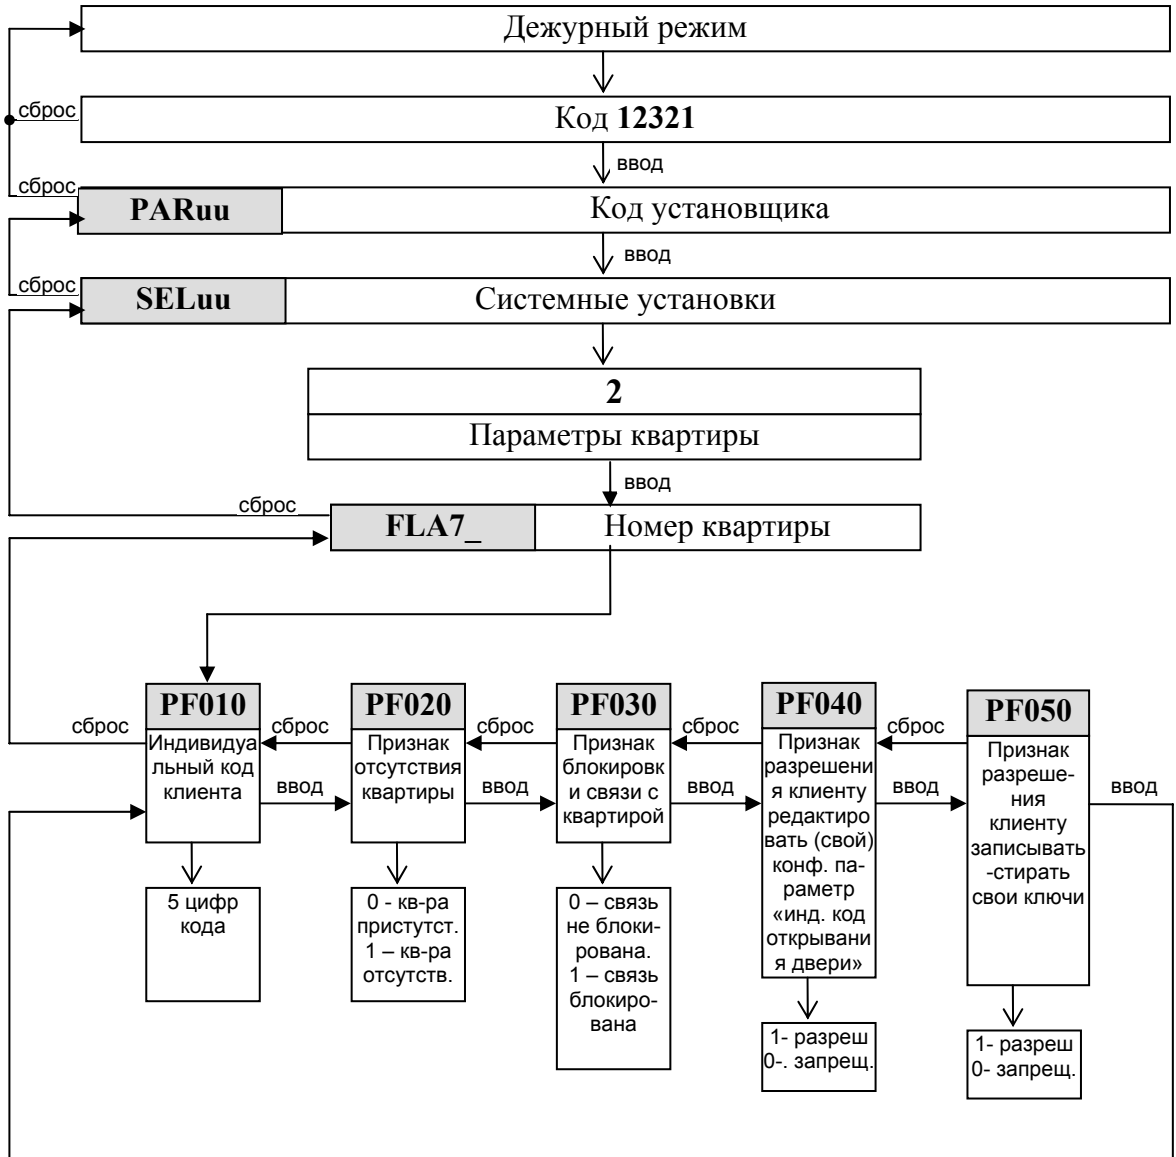 Дежурный режим
сброс
Код 12321
ввод
сброс
PARuu
Код установщика
ввод
сброс
SELuu
Системные установки
2
Параметры квартиры
ввод
сброс
FLA7_
Номер квартиры
PF010
PF020
PF030
PF040
PF050
сброс
сброс
сброс
сброс
сброс
Индивидуа
льный код
клиента
ввод
Признак
отсутствия
квартиры
ввод
Признак
блокировк
и связи с
квартирой
ввод
Признак
разрешени
я клиенту
редактиро
вать (свой)
конф. па-
раметр
«инд. код
открывани
я двери»
ввод
Признак
разреше-
ния
клиенту
записывать
-стирать
свои ключи
ввод
5 цифр
кода
0 - кв-ра
пристутст.
1 – кв-ра
отсутств.
0 – связь
не блоки-
рована.
1 – связь
блокиро-
вана
1- разреш
0-. запрещ.
1- разреш
0- запрещ.